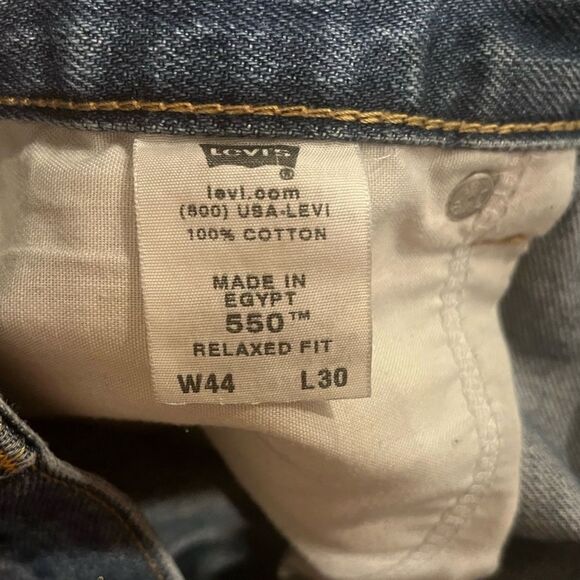 Levi's
®
levi.com
(800) USA-LEVI
100% COTTON
MADE IN
EGYPT
550™
RELAXED FIT
W44 L30